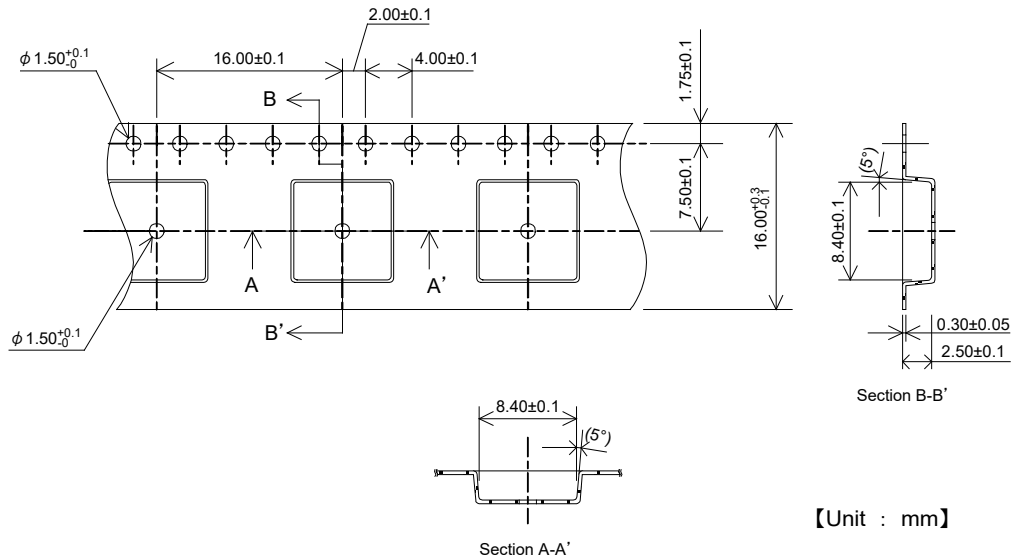 2.00±0.1
φ1.50+0.1 -0
16.00±0.1
4.00±0.1
1.75±0.1
B
7.50±0.1
16.00+0.3 -0.1
(5°)
8.40±0.1
A
A’
B’
φ1.50+0.1 -0
0.30±0.05
2.50±0.1
Section B-B’
8.40±0.1
(5°)
【Unit : mm】
Section A-A’